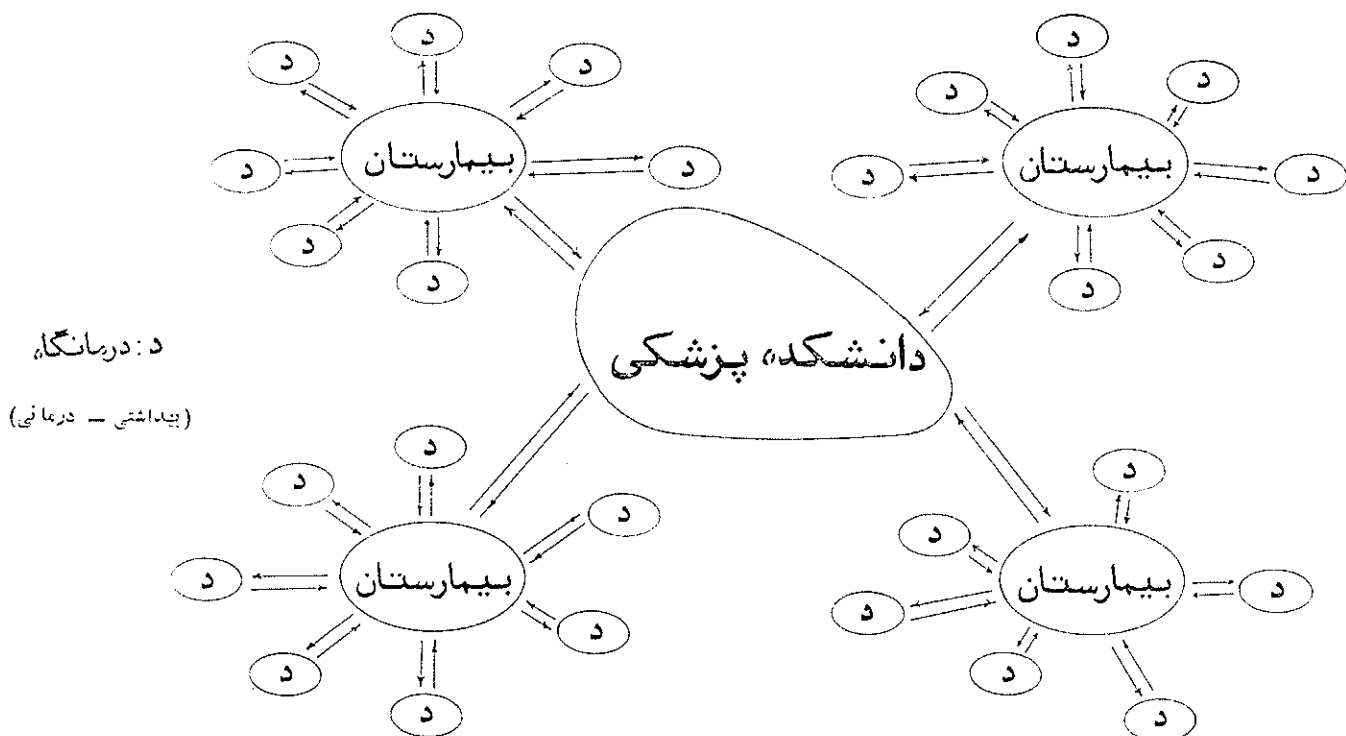 د
د
د
د
د
د
بیمارستان
بیمارستان
د
د
د
د
د
د
د
د
دانشکده پزشکی
د: درمانگاه
(بهداشتی – درمانی)
د
د
د
د
د
بیمارستان
بیمارستان
د
د
د
د
د
د
د
د